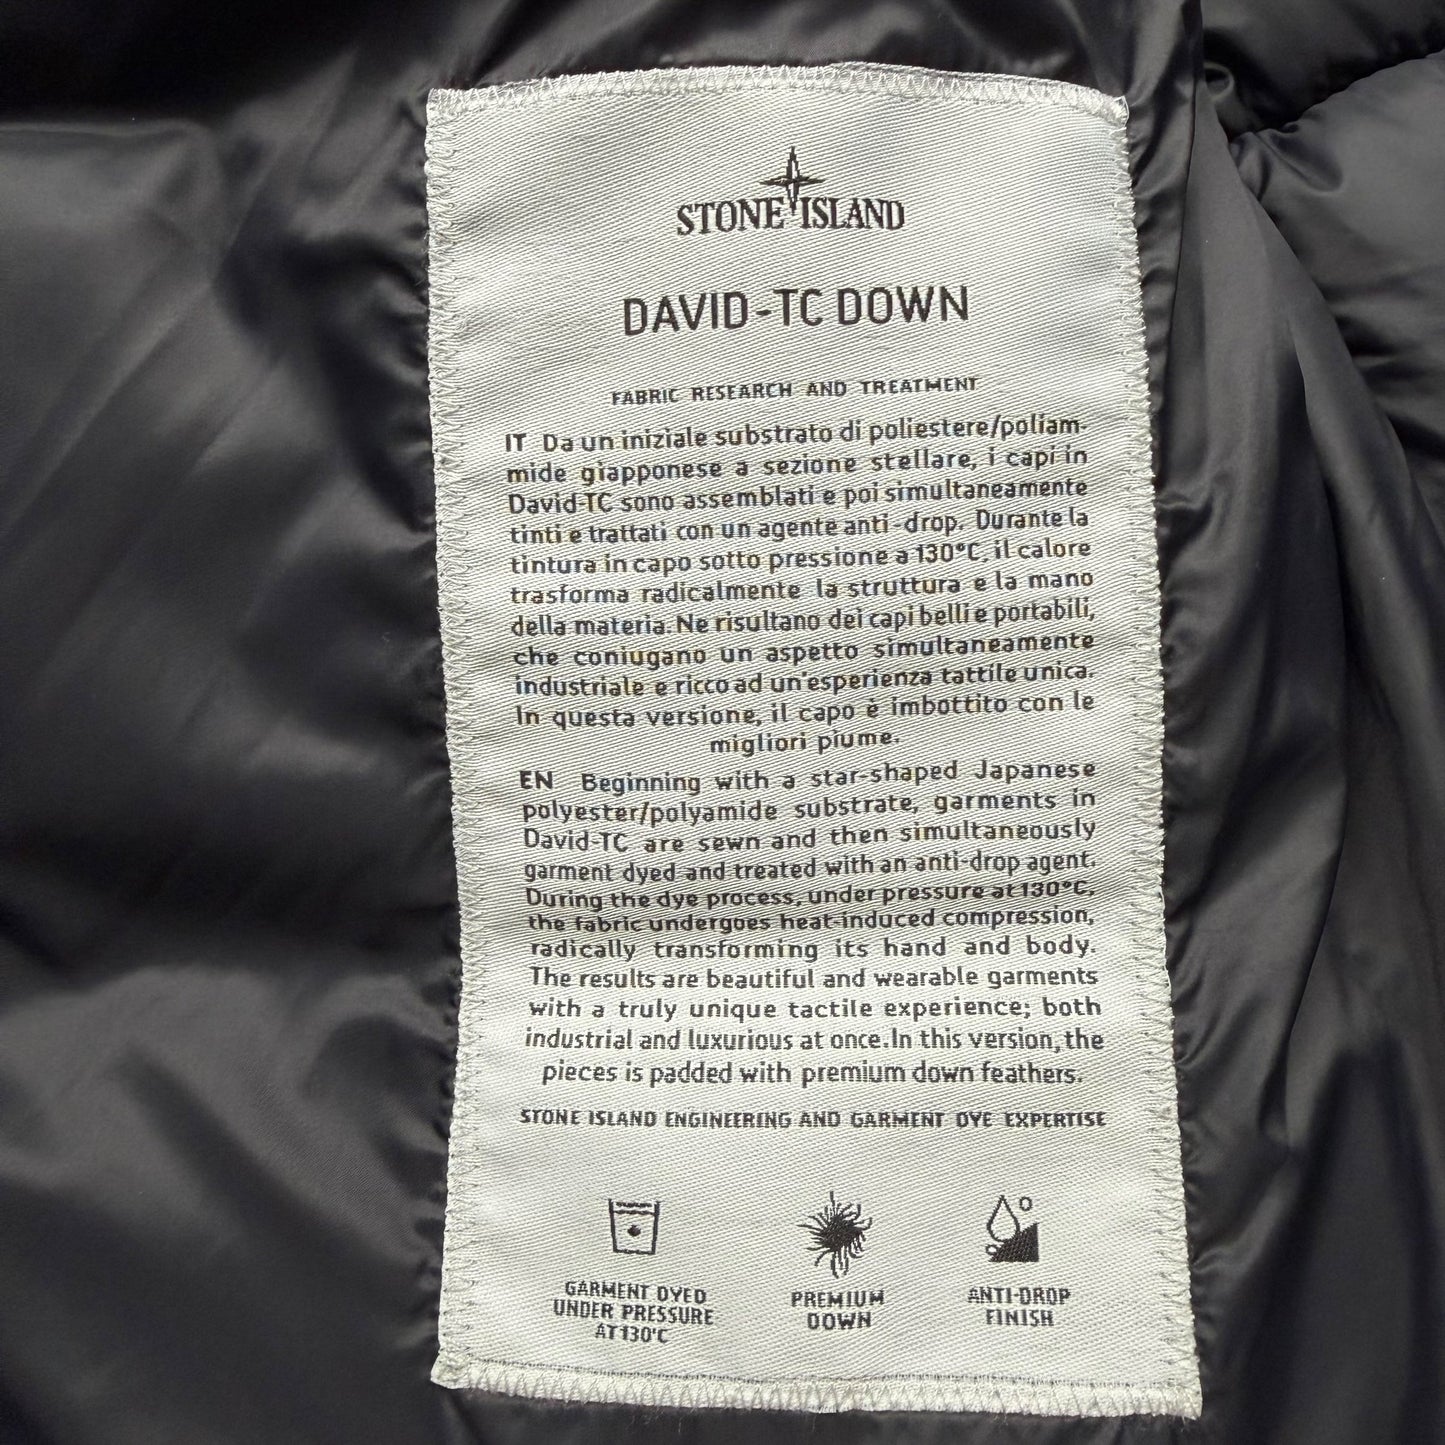 STONE ISLAND
DAVID-TC DOWN
FABRIC RESEARCH AND TREATMENT
IT Da un iniziale substrato di poliestere/poliam-
mide giapponese a sezione stellare, i capi in
David-TC sono assemblati e poi simultaneamente
tinti e trattati con un agente anti-drop. Durante la
tintura in capo sotto pressione a 130°C, il calore
trasforma radicalmente la struttura e la mano
della materia. Ne risultano dei capi belli e portabili,
che coniugano un aspetto simultaneamente
industriale e ricco ad un'esperienza tattile unica.
In questa versione, il capo è imbottito con le
migliori piume.
EN Beginning with a star-shaped Japanese
polyester/polyamide substrate, garments in
David-TC are sewn and then simultaneously
garment dyed and treated with an anti-drop agent.
During the dye process, under pressure at 130°C,
the fabric undergoes heat-induced compression,
radically transforming its hand and body.
The results are beautiful and wearable garments
with a truly unique tactile experience; both
industrial and luxurious at once. In this version, the
pieces is padded with premium down feathers.
STONE ISLAND ENGINEERING AND GARMENT DYE EXPERTISE
GARMENT DYED
UNDER PRESSURE
AT 130°C
PREMIUM
DOWN
ANTI-DROP
FINISH